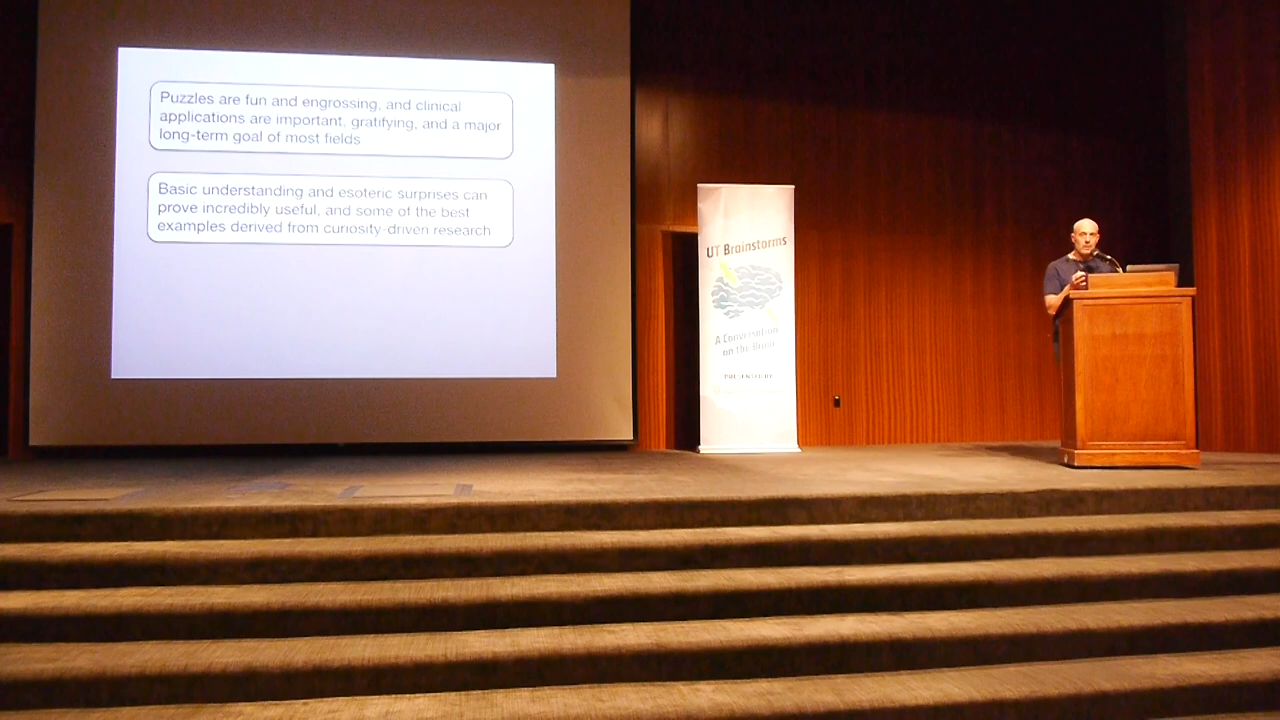 Puzzles are fun and engrossing, and clinical
applications are important, gratifying, and a major
long-term goal of most fields
Basic understanding and esoteric surprises can
prove incredibly useful, and some of the best
examples derived from curiosity-driven research
UT Brainstorms
A Conversation
on the Brain
PRESENTED BY